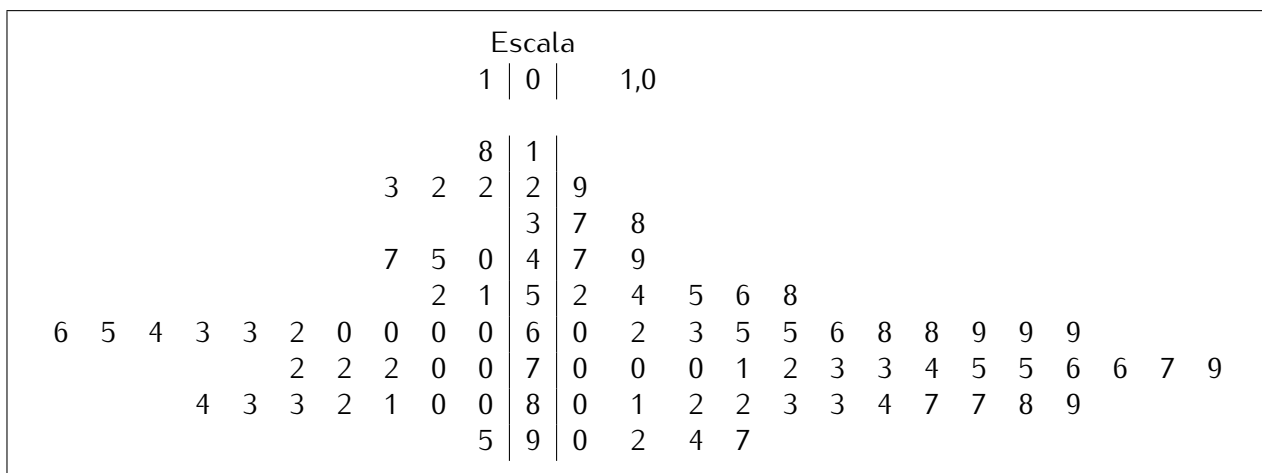 Escala
1 0 1,0
8 1
3 2 2 2 9
3 7 8
7 5 0 4 7 9
2 1 5 2 4 5 6 8
6 5 4 3 3 2 0 0 0 0 6 0 2 3 5 5 6 8 8 9 9 9
2 2 2 0 0 7 0 0 0 1 2 3 3 4 5 5 6 6 7 9
4 3 3 2 1 0 0 8 0 1 2 2 3 3 4 7 7 8 9
5 9 0 2 4 7